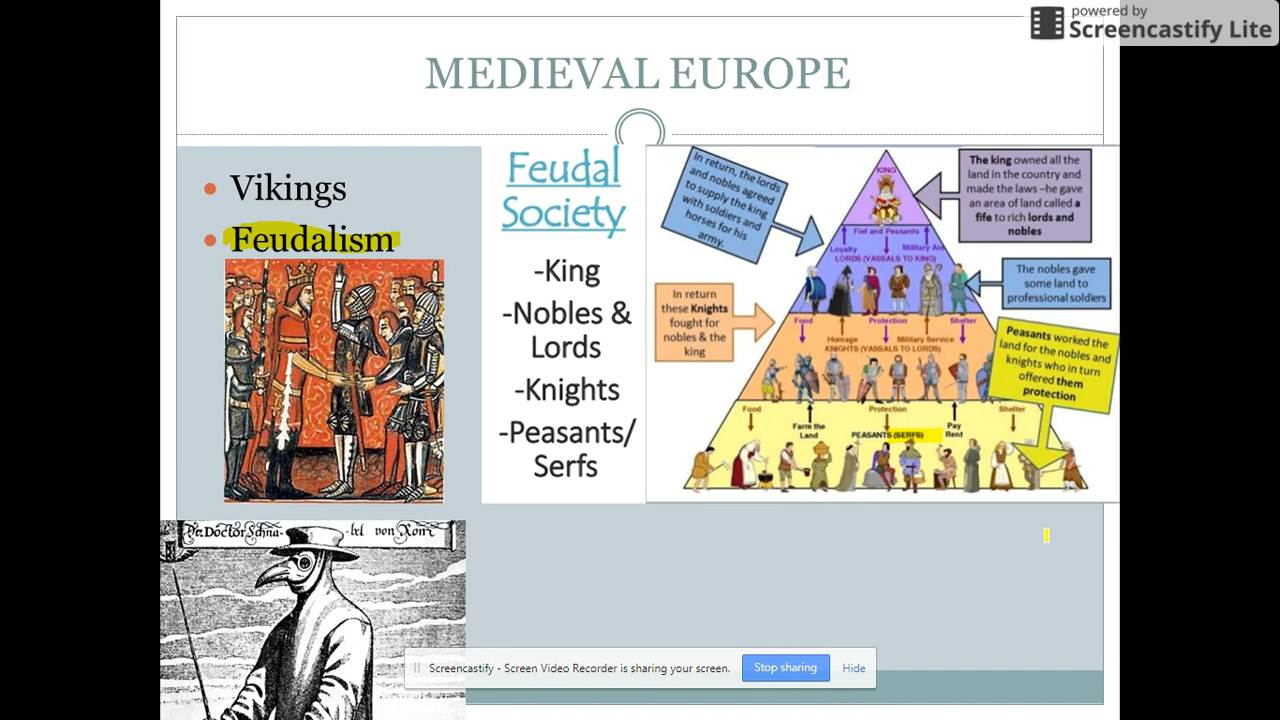 powered by
Screencastify Lite
MEDIEVAL EUROPE
Vikings
Feudalism
Feudal
Society
-King
-Nobles &
Lords
-Knights
-Peasants/
Serfs
In return, the lords
and nobles agreed
to supply the king
with soldiers and
horses for his
army.
The king owned all the
land in the country and
made the laws –he gave
an area of land called a
fife to rich lords and
nobles
KING
Fief and Peasants
Loyalty
Military Aid
LORDS (VASSALS TO KING)
The nobles gave
some land to
professional soldiers
In return
these Knights
fought for
nobles & the
king
Food
Protection
Shelter
Homage
Military Service
KNIGHTS (VASSALS TO LORDS)
Peasants worked the
land for the nobles and
knights who in turn
offered them
protection
Food
Protection
Shelter
Farm the
Land
Pay
Rent
PEASANTS (SERFS)
Doctor Schna-
von Rom
Screencastify - Screen Video Recorder is sharing your screen.
Stop sharing
Hide